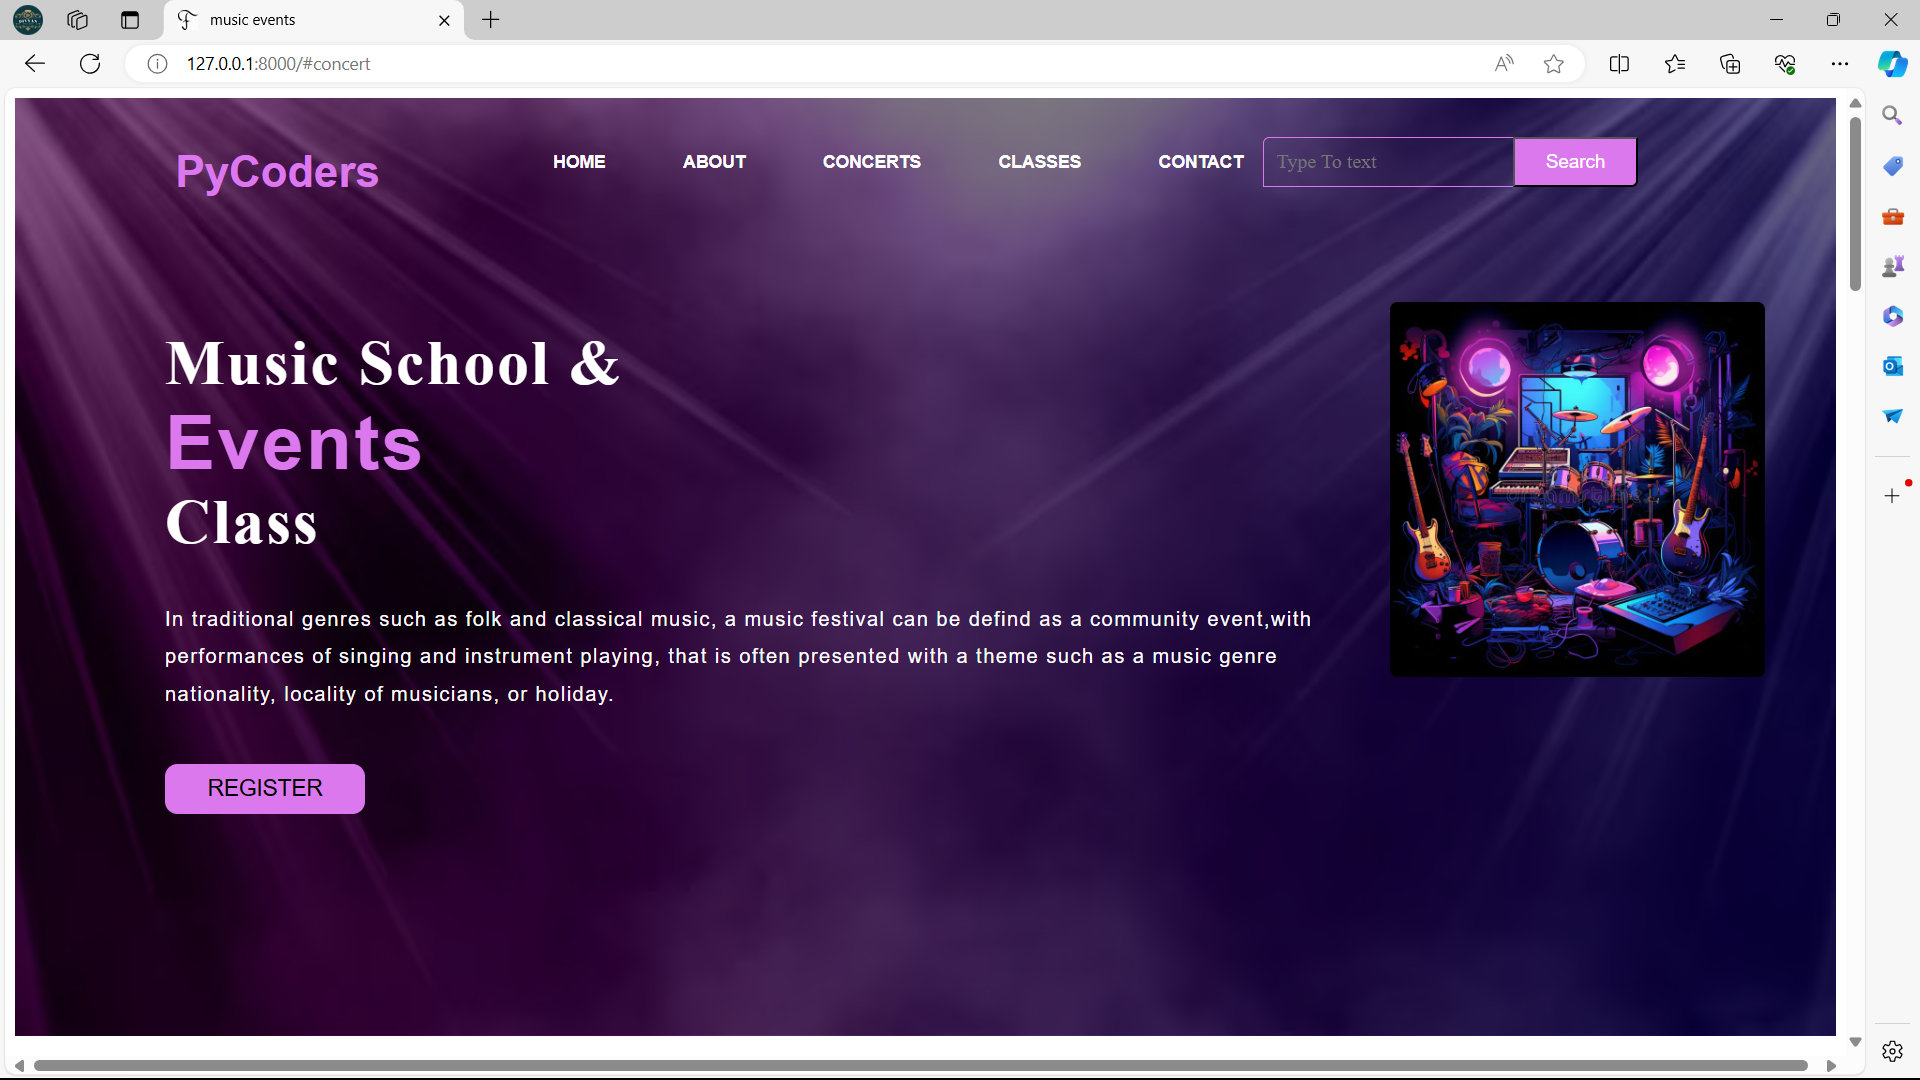 music events
127.0.0.1:8000/#concert
PyCoders
HOME
ABOUT
CONCERTS
CLASSES
CONTACT
Type To text
Search
Music School &
Events
Class
In traditional genres such as folk and classical music, a music festival can be defind as a community event,with
performances of singing and instrument playing, that is often presented with a theme such as a music genre
nationality, locality of musicians, or holiday.
REGISTER